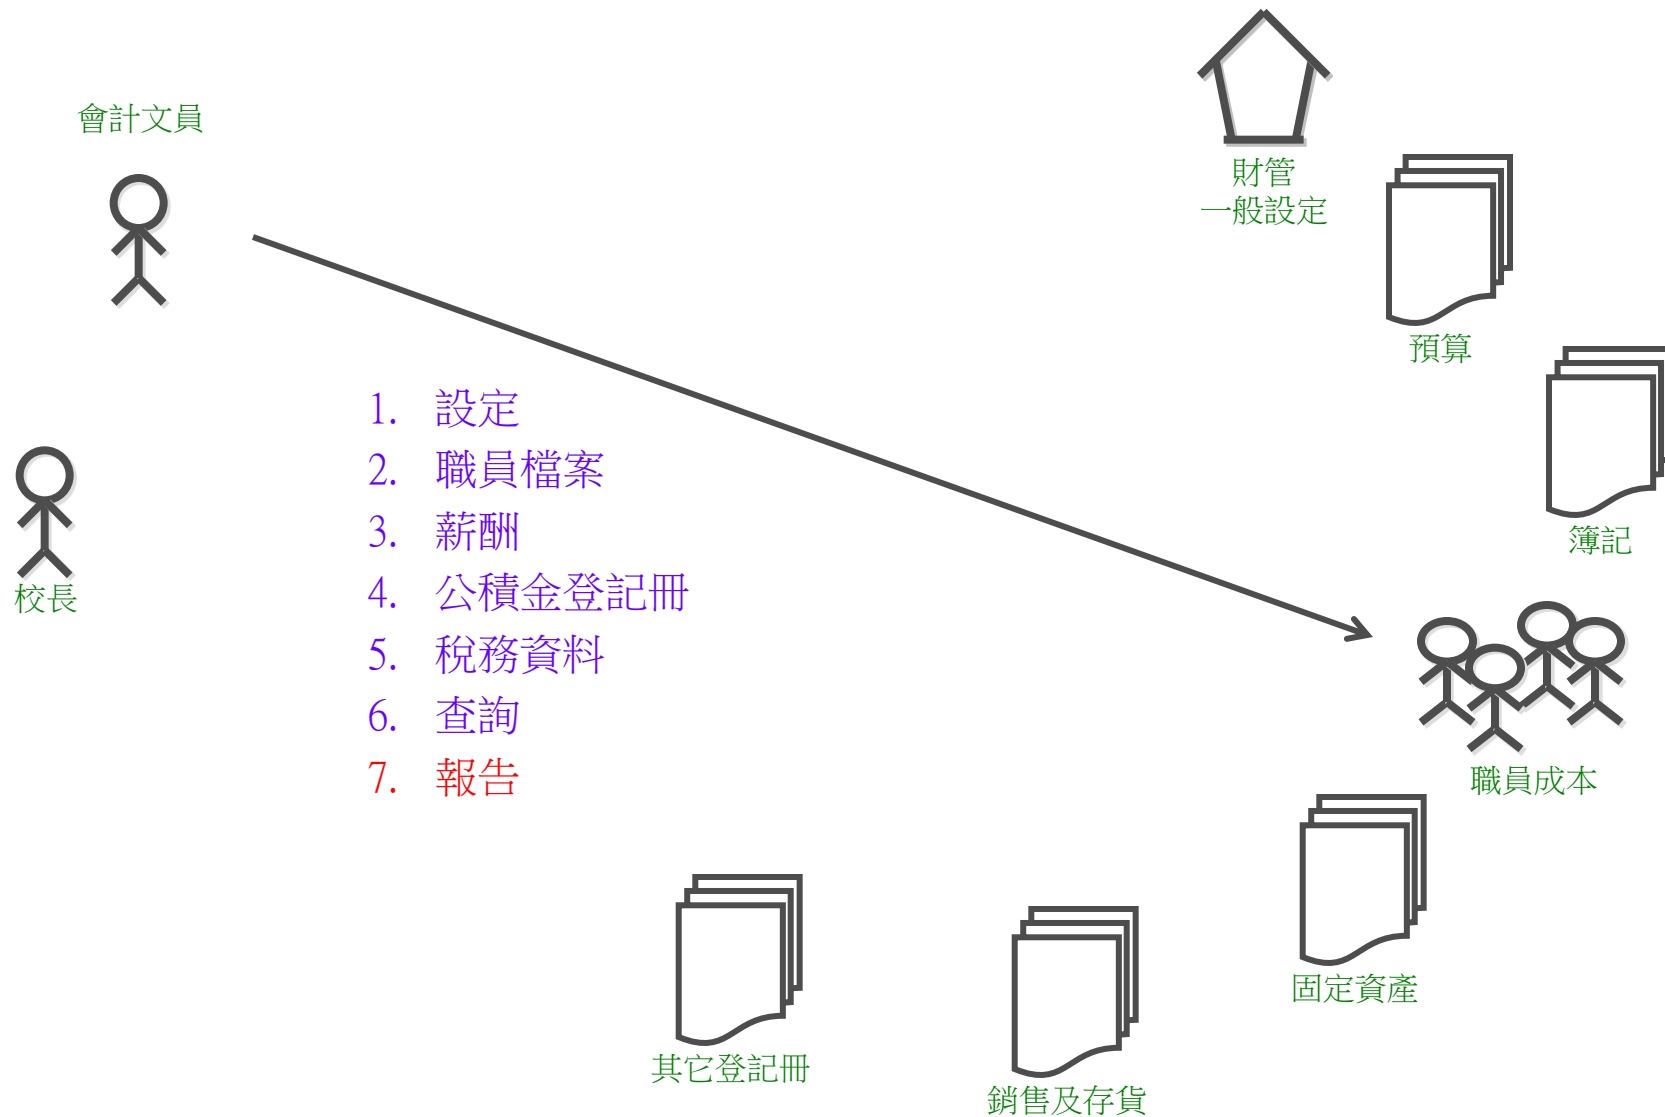 會計文員
財管
一般設定
預算
1. 設定
2. 職員檔案
3. 薪酬
4. 公積金登記冊
5. 稅務資料
6. 查詢
7. 報告
簿記
校長
職員成本
固定資產
其它登記冊
銷售及存貨